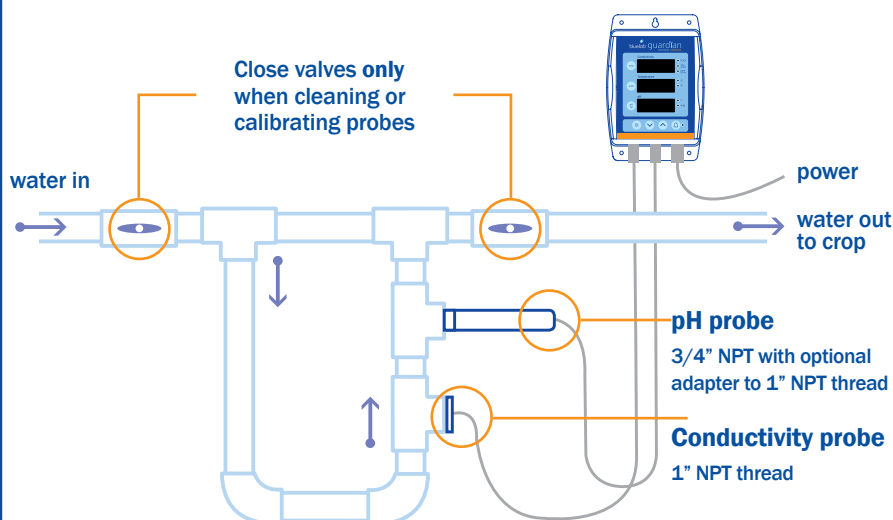 bluelab guardian
Close valves only
when cleaning or
calibrating probes
water in
power
water out
to crop
pH probe
3/4” NPT with optional
adapter to 1” NPT thread
Conductivity probe
1” NPT thread